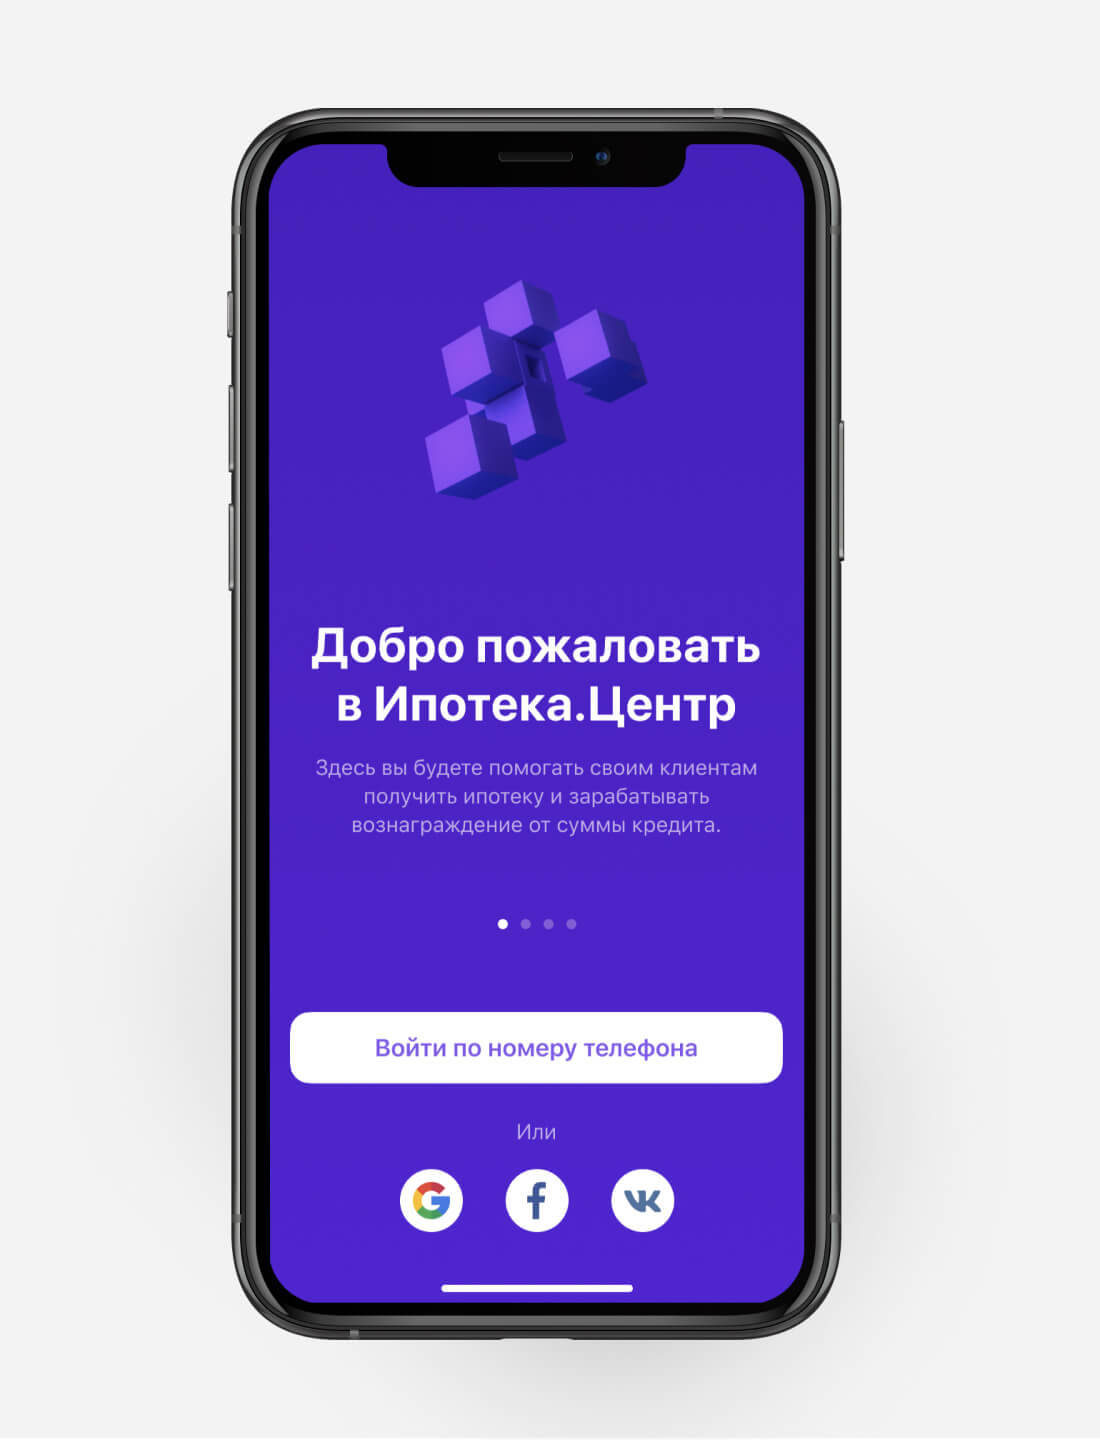 Добро пожаловать
в Ипотека.Центр
Здесь вы будете помогать своим клиентам
получить ипотеку и зарабатывать
вознаграждение от суммы кредита.
Войти по номеру телефона
Или